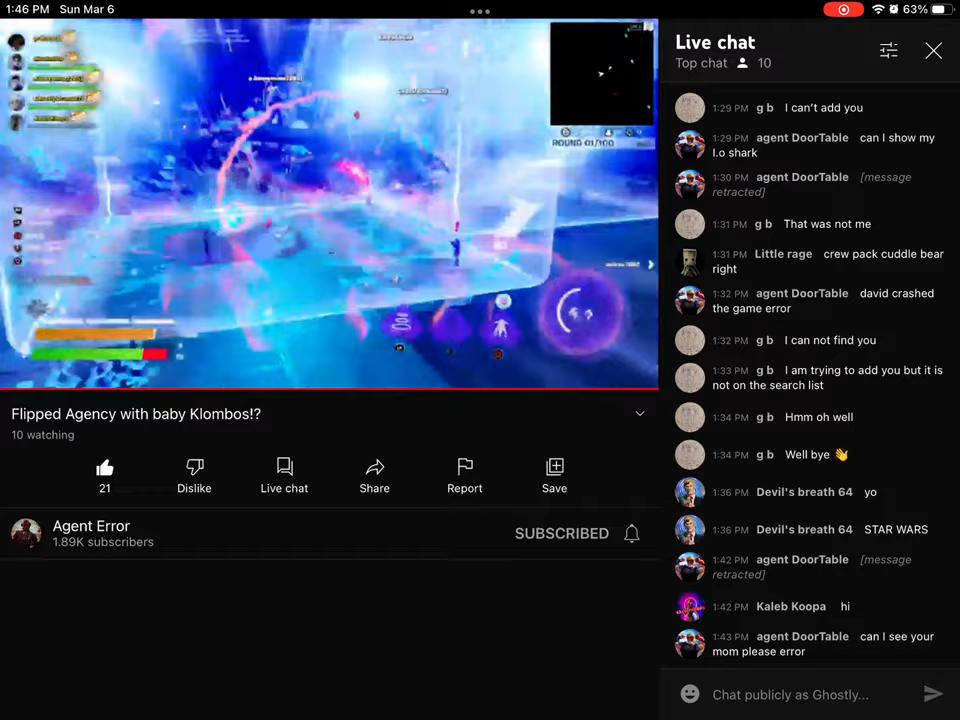 1:46 PM Sun Mar 6
63%
ROUND 01/100
Flipped Agency with baby Klombos!?
10 watching
21
Dislike
Live chat
Share
Report
Save
Agent Error
1.89K subscribers
SUBSCRIBED
Live chat
Top chat 10
1:29 PM g b I can't add you
1:29 PM agent DoorTable can I show my
I.o shark
1:30 PM agent DoorTable [message
retracted]
1:31 PM g b That was not me
1:31 PM Little rage crew pack cuddle bear
right
1:32 PM agent DoorTable david crashed
the game error
1:32 PM g b I can not find you
1:33 PM g b I am trying to add you but it is
not on the search list
1:34 PM g b Hmm oh well
1:34 PM g b Well bye 👋
1:36 PM Devil's breath 64 yo
1:36 PM Devil's breath 64 STAR WARS
1:42 PM agent DoorTable [message
retracted]
1:42 PM Kaleb Koopa hi
1:43 PM agent DoorTable can I see your
mom please error
Chat publicly as Ghostly...